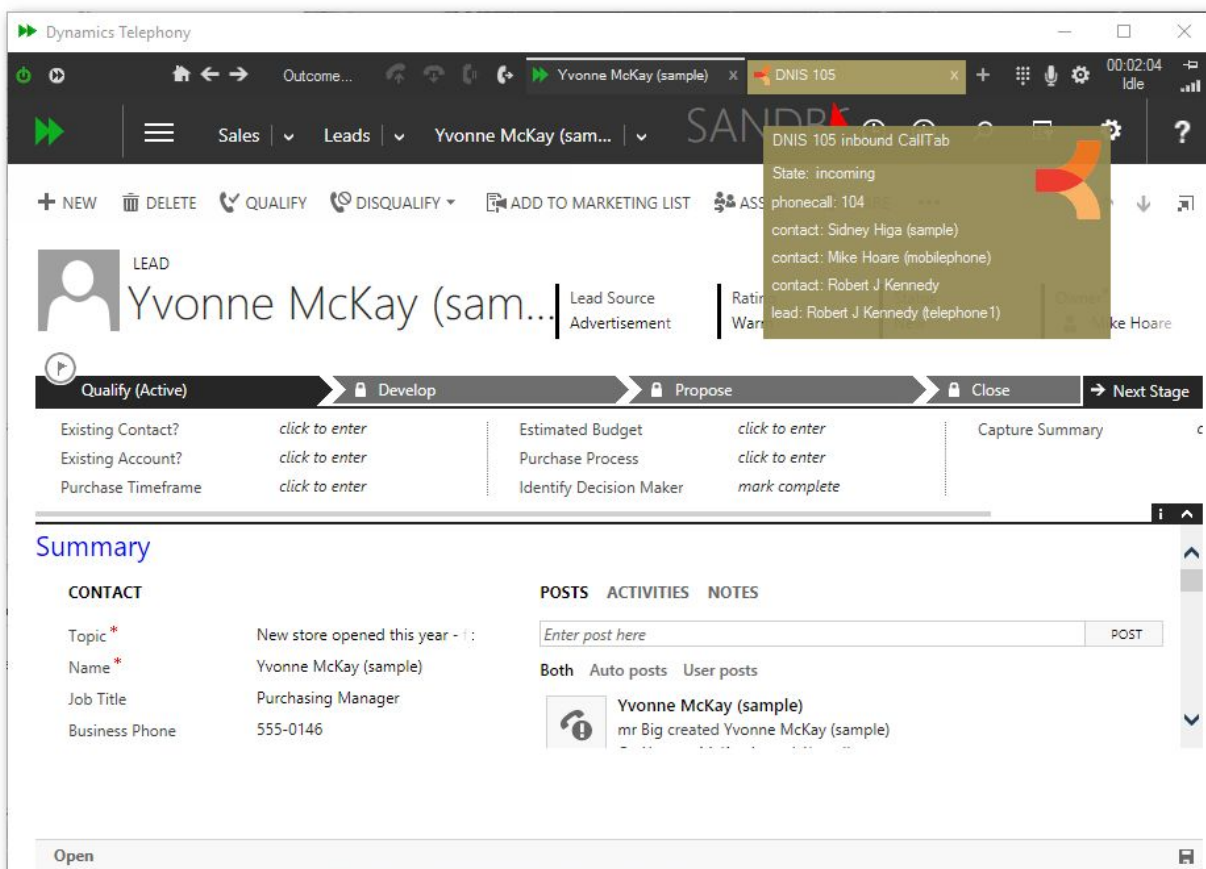 Dynamics Telephony
Outcome... Yvonne McKay (sample) x DNIS 105 x + 00:02:04
Idle
Sales Leads Yvonne McKay (sam... ?
DNIS 105 inbound CallTab
State: incoming
phonecall: 104
contact: Sidney Higa (sample)
contact: Mike Hoare (mobilephone)
contact: Robert J Kennedy
lead: Robert J Kennedy (telephone1)
+ NEW DELETE QUALIFY DISQUALIFY ADD TO MARKETING LIST
LEAD
Yvonne McKay (sam...
Lead Source
Advertisement
Owner
Mike Hoare
Qualify (Active) Develop Propose Close → Next Stage
Existing Contact? click to enter Estimated Budget click to enter Capture Summary
Existing Account? click to enter Purchase Process click to enter
Purchase Timeframe click to enter Identify Decision Maker mark complete
Summary
CONTACT
Topic * New store opened this year -
Name * Yvonne McKay (sample)
Job Title Purchasing Manager
Business Phone 555-0146
POSTS ACTIVITIES NOTES
Enter post here POST
Both Auto posts User posts
Yvonne McKay (sample)
mr Big created Yvonne McKay (sample)
Open